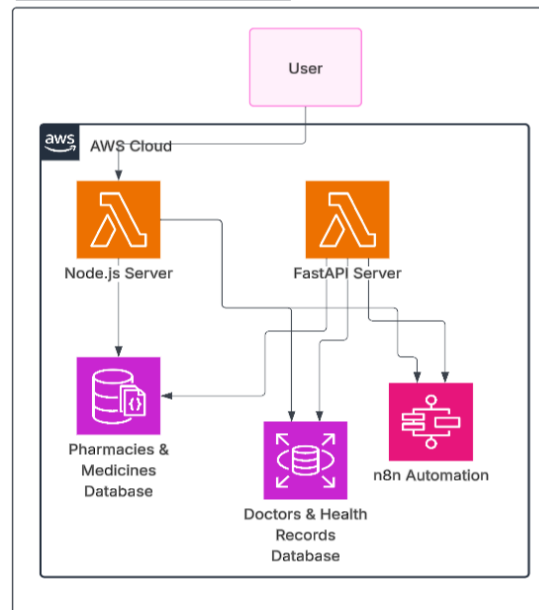 User
aws
AWS Cloud
Node.js Server
FastAPI Server
{}
Pharmacies &
Medicines
Database
Doctors & Health
Records
Database
n8n Automation